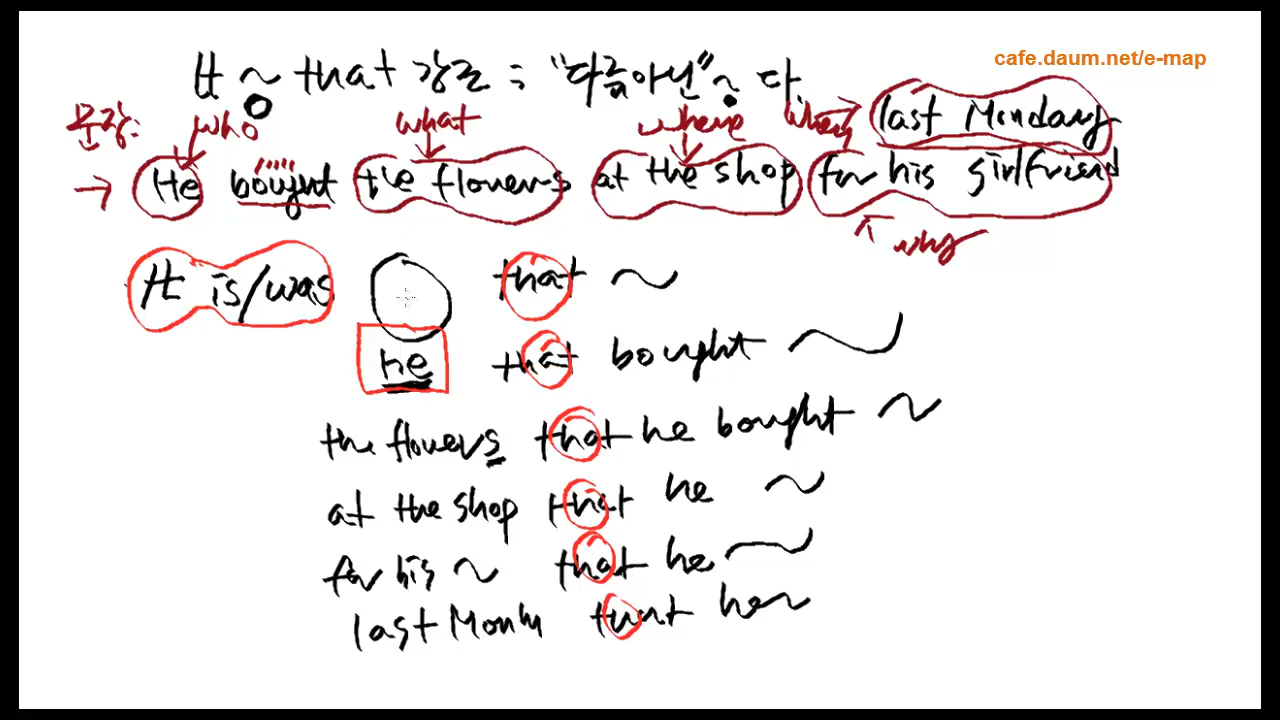 cafe.daum.net/e-map
It ~ that 강조 : "다름아닌" ~ 다.
문장: who what where when last Monday
→ He bought the flowers at the shop for his girlfriend
why
It is/was that ~
he that bought ~
the flowers that he bought ~
at the shop that he ~
for his ~ that he ~
last Monday that he ~